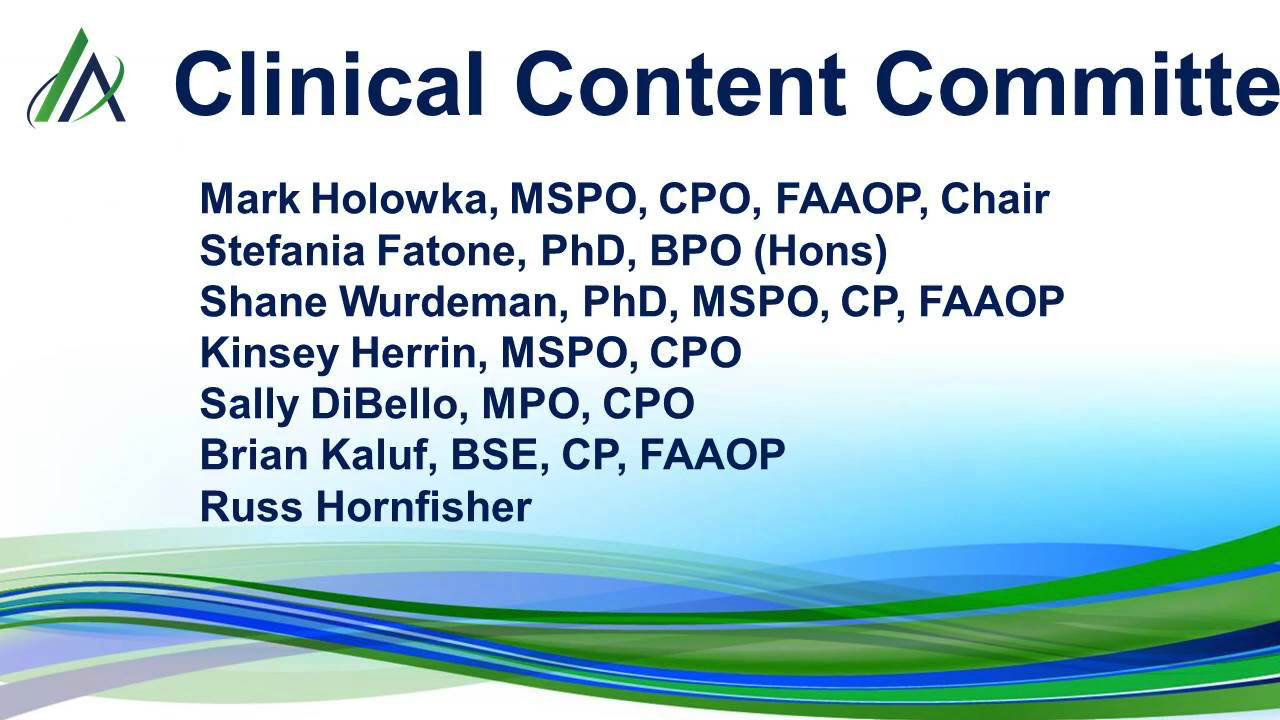 Clinical Content Committe
Mark Holowka, MSPO, CPO, FAAOP, Chair
Stefania Fatone, PhD, BPO (Hons)
Shane Wurdeman, PhD, MSPO, CP, FAAOP
Kinsey Herrin, MSPO, CPO
Sally DiBello, MPO, CPO
Brian Kaluf, BSE, CP, FAAOP
Russ Hornfisher